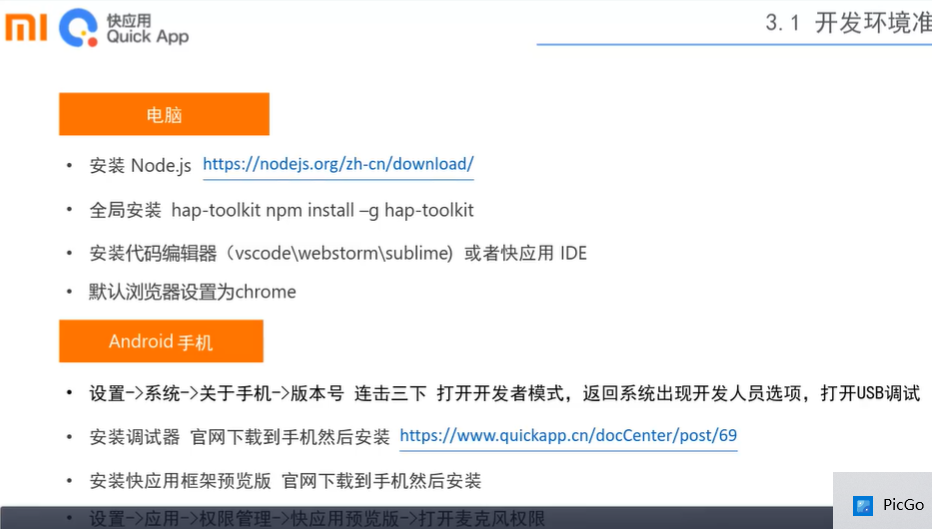 mi 快应用
Quick App
3.1 开发环境准
电脑
• 安装 Node.js https://nodejs.org/zh-cn/download/
• 全局安装 hap-toolkit npm install –g hap-toolkit
• 安装代码编辑器（vscode\webstorm\sublime) 或者快应用 IDE
• 默认浏览器设置为chrome
Android 手机
• 设置->系统->关于手机->版本号 连击三下 打开开发者模式，返回系统出现开发人员选项，打开USB调试
• 安装调试器 官网下载到手机然后安装 https://www.quickapp.cn/docCenter/post/69
• 安装快应用框架预览版 官网下载到手机然后安装
• 设置->应用->权限管理->快应用预览版->打开麦克风权限
PicGo